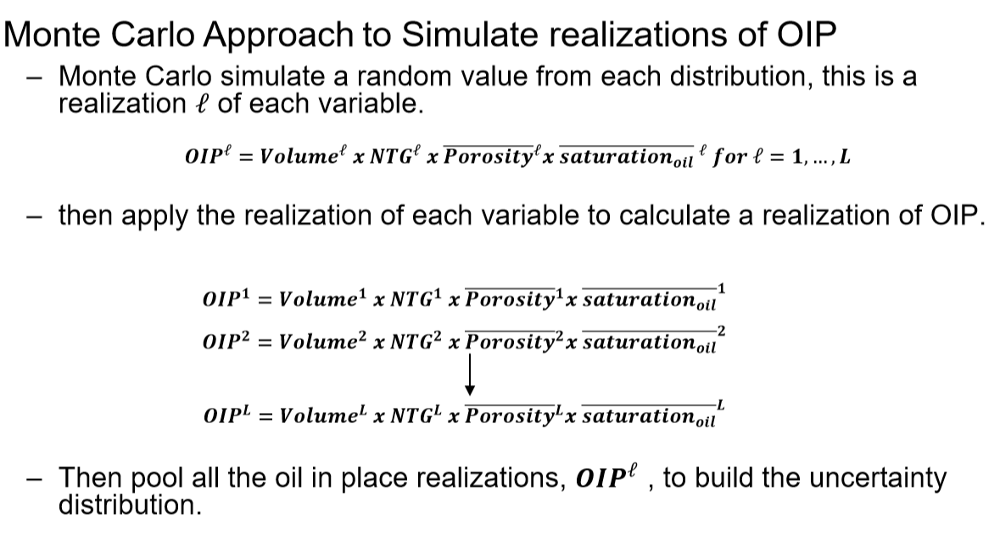 Monte Carlo Approach to Simulate realizations of OIP
– Monte Carlo simulate a random value from each distribution, this is a
realization ℓ of each variable.
$\boldsymbol{OIP^{\ell} = Volume^{\ell} \; x \; NTG^{\ell} \; x \; \overline{Porosity}^{\ell} x \; \overline{saturation_{oil}}^{\ell} \; for \; \ell = 1, \ldots, L}$
– then apply the realization of each variable to calculate a realization of OIP.
$\boldsymbol{OIP^{1} = Volume^{1} \; x \; NTG^{1} \; x \; \overline{Porosity}^{1} x \; \overline{saturation_{oil}}^{1}}$
$\boldsymbol{OIP^{2} = Volume^{2} \; x \; NTG^{2} \; x \; \overline{Porosity}^{2} x \; \overline{saturation_{oil}}^{2}}$
$\boldsymbol{OIP^{L} = Volume^{L} \; x \; NTG^{L} \; x \; \overline{Porosity}^{L} x \; \overline{saturation_{oil}}^{L}}$
– Then pool all the oil in place realizations, $\boldsymbol{OIP^{\ell}}$ , to build the uncertainty
distribution.